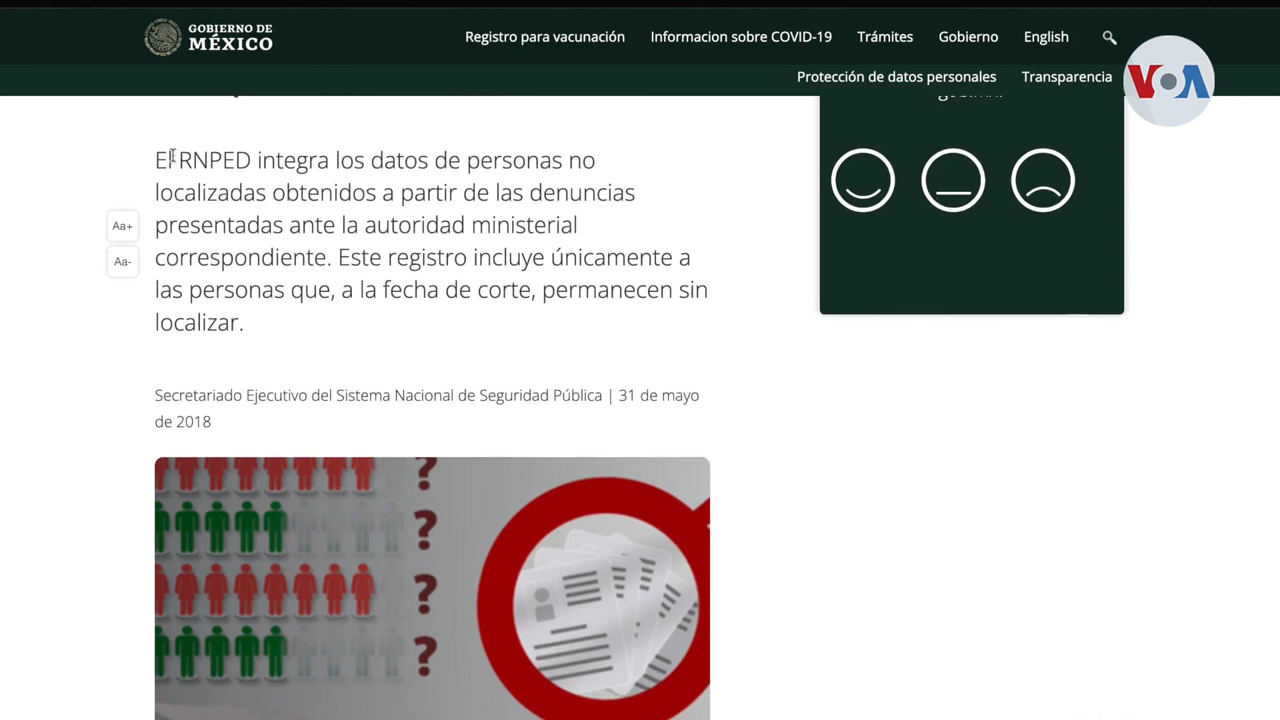 GOBIERNO DE
MÉXICO
Registro para vacunación
Informacion sobre COVID-19
Trámites
Gobierno
English
Protección de datos personales
Transparencia
VOA
El RNPED integra los datos de personas no
localizadas obtenidos a partir de las denuncias
presentadas ante la autoridad ministerial
correspondiente. Este registro incluye únicamente a
las personas que, a la fecha de corte, permanecen sin
localizar.
Aa+
Aa-
Secretariado Ejecutivo del Sistema Nacional de Seguridad Pública | 31 de mayo
de 2018
?
?
?
?